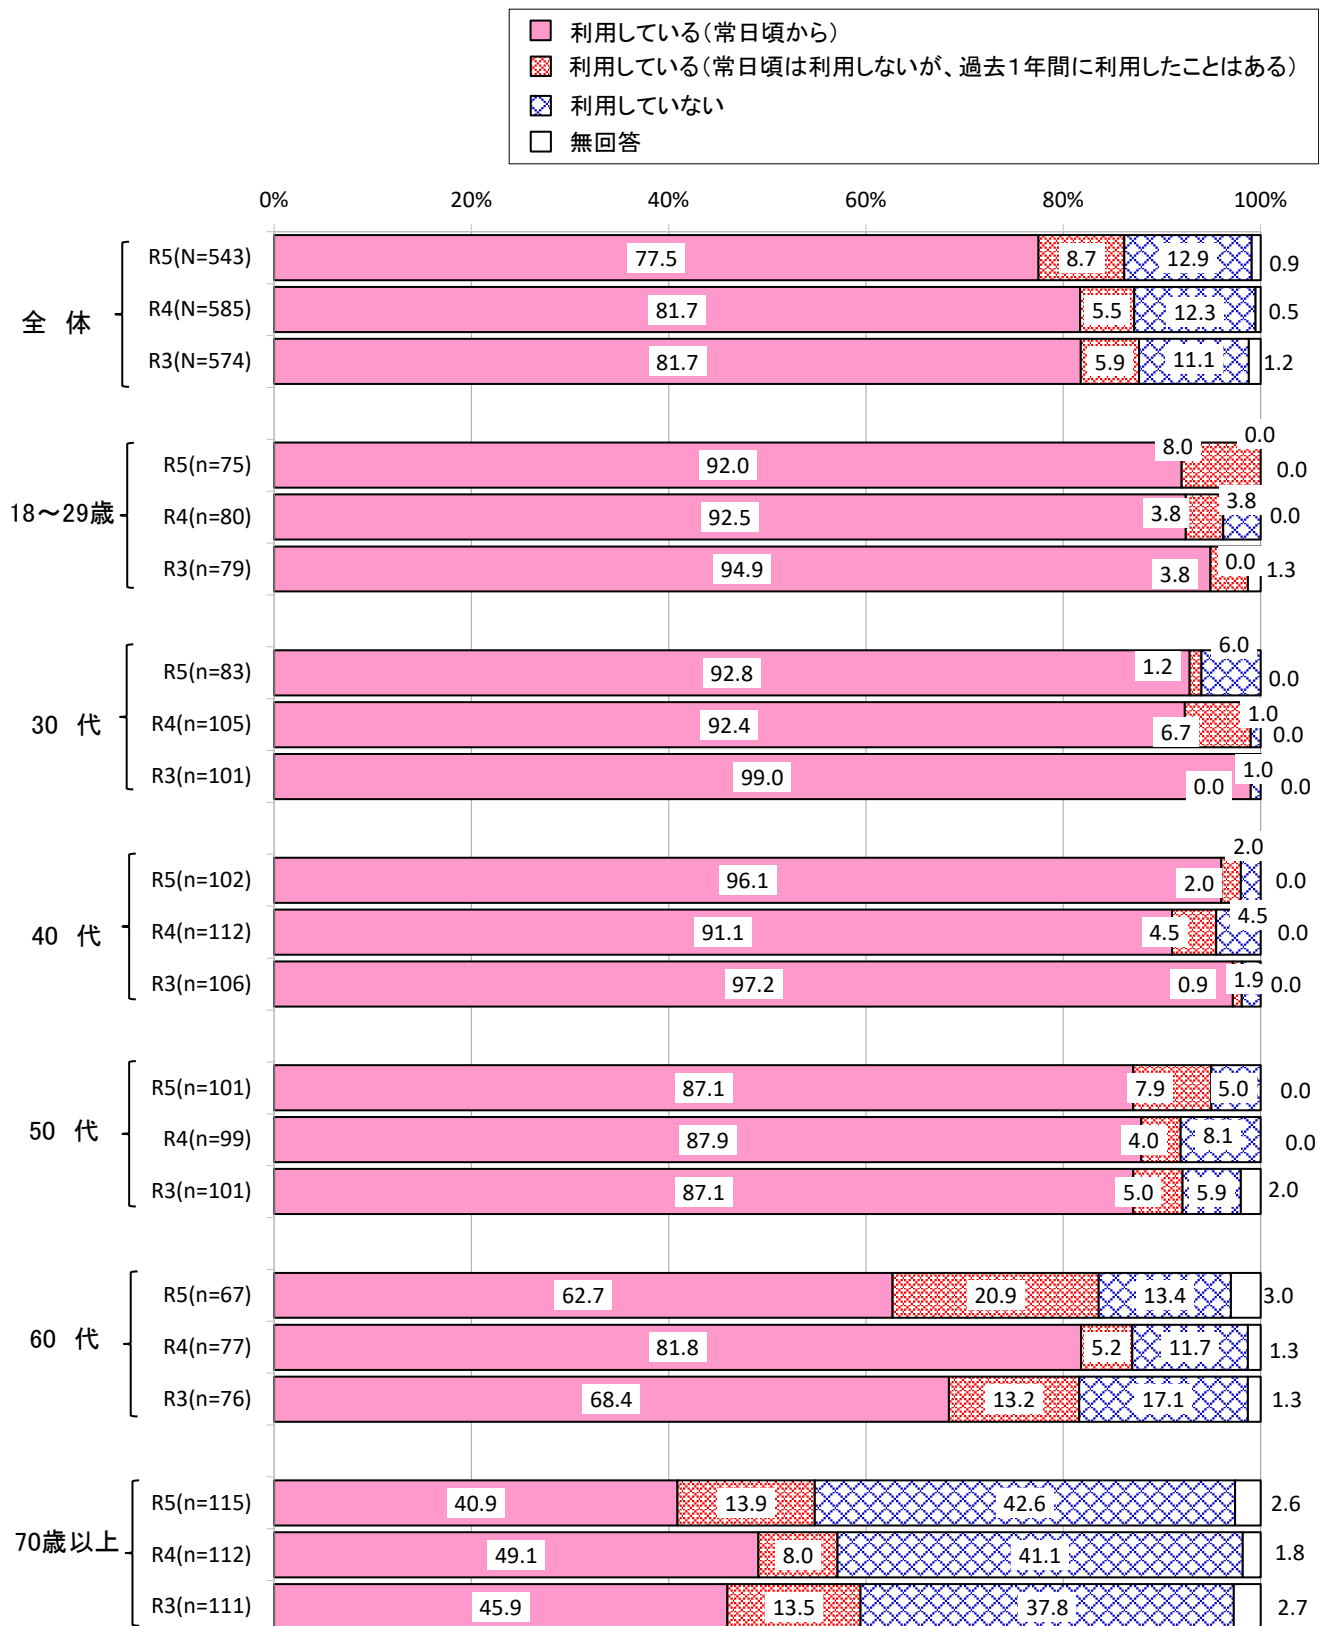 利用している(常日頃から)
利用している(常日頃は利用しないが、過去1年間に利用したことはある)
利用していない
無回答
0% 20% 40% 60% 80% 100%
全 体
R5(N=543) 77.5 8.7 12.9 0.9
R4(N=585) 81.7 5.5 12.3 0.5
R3(N=574) 81.7 5.9 11.1 1.2
18～29歳
R5(n=75) 92.0 8.0 0.0 0.0
R4(n=80) 92.5 3.8 3.8 0.0
R3(n=79) 94.9 3.8 0.0 1.3
30 代
R5(n=83) 92.8 1.2 6.0 0.0
R4(n=105) 92.4 6.7 1.0 0.0
R3(n=101) 99.0 0.0 1.0 0.0
40 代
R5(n=102) 96.1 2.0 2.0 0.0
R4(n=112) 91.1 4.5 4.5 0.0
R3(n=106) 97.2 0.9 1.9 0.0
50 代
R5(n=101) 87.1 7.9 5.0 0.0
R4(n=99) 87.9 4.0 8.1 0.0
R3(n=101) 87.1 5.0 5.9 2.0
60 代
R5(n=67) 62.7 20.9 13.4 3.0
R4(n=77) 81.8 5.2 11.7 1.3
R3(n=76) 68.4 13.2 17.1 1.3
70歳以上
R5(n=115) 40.9 13.9 42.6 2.6
R4(n=112) 49.1 8.0 41.1 1.8
R3(n=111) 45.9 13.5 37.8 2.7